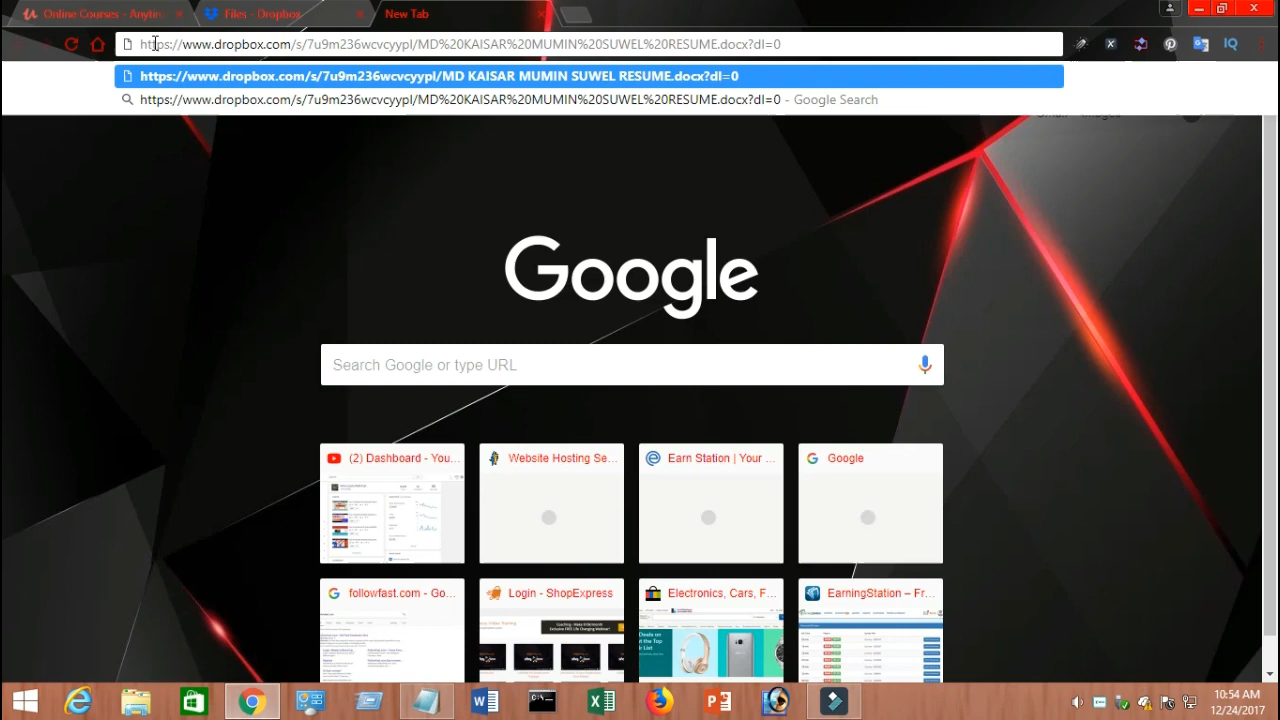 Online Courses - Anytim
Files - Dropbox
New Tab
https://www.dropbox.com/s/7u9m236wcvcyypl/MD%20KAISAR%20MUMIN%20SUWEL%20RESUME.docx?dl=0
IQ
https://www.dropbox.com/s/7u9m236wcvcyypl/MD KAISAR MUMIN SUWEL RESUME.docx?dl=0
https://www.dropbox.com/s/7u9m236wcvcyypl/MD%20KAISAR%20MUMIN%20SUWEL%20RESUME.docx?dl=0 - Google Search
Gmail Images
Google
Search Google or type URL
(2) Dashboard - You...
Website Hosting Se...
Earn Station | Your ...
Google
followfast.com - Go...
Login - ShopExpress
Electronics, Cars, F...
EarningStation – Fr...
10:54 AM
12/24/2017